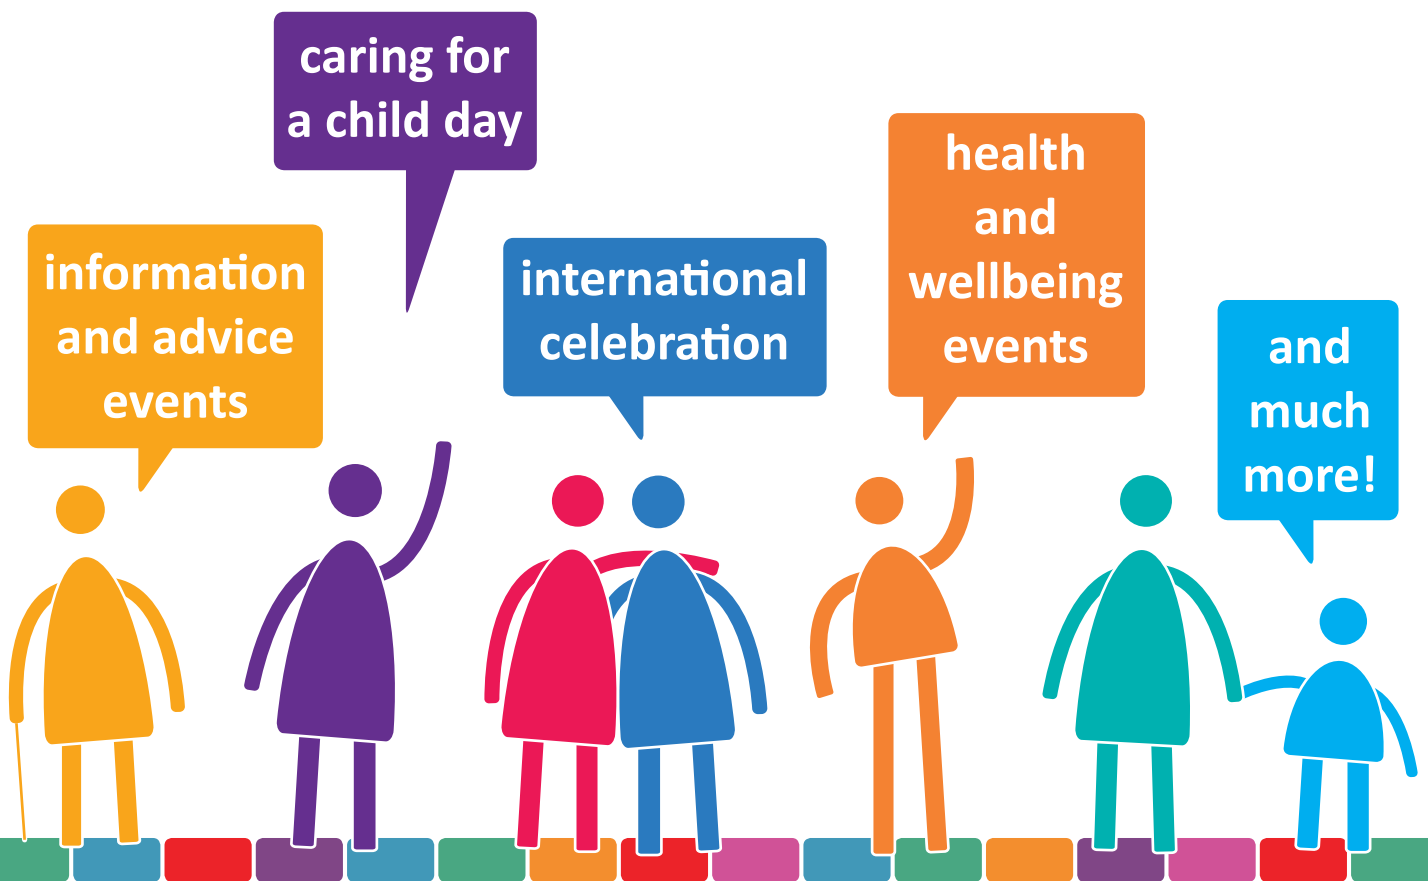 caring for
a child day
information
and advice
events
international
celebration
health
and
wellbeing
events
and
much
more!